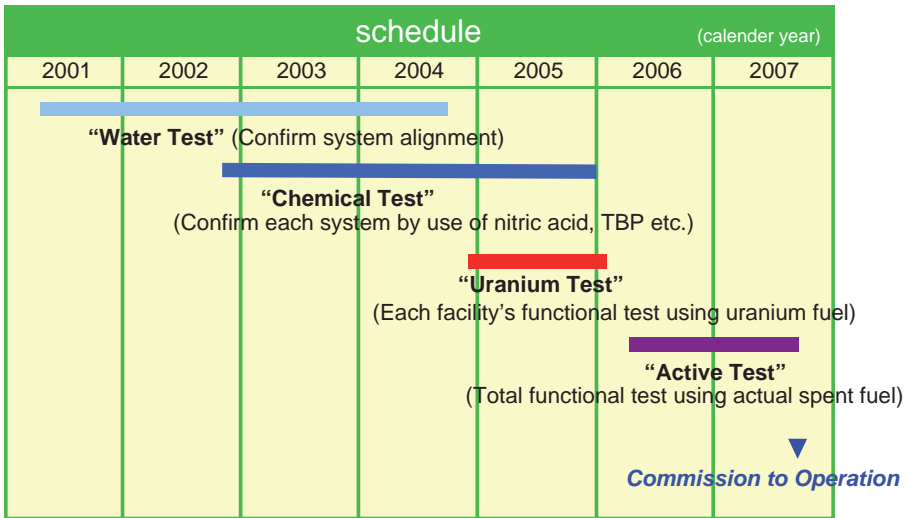 schedule (calender year)
2001 2002 2003 2004 2005 2006 2007
“Water Test” (Confirm system alignment)
“Chemical Test”
(Confirm each system by use of nitric acid, TBP etc.)
“Uranium Test”
(Each facility’s functional test using uranium fuel)
“Active Test”
(Total functional test using actual spent fuel)
Commission to Operation